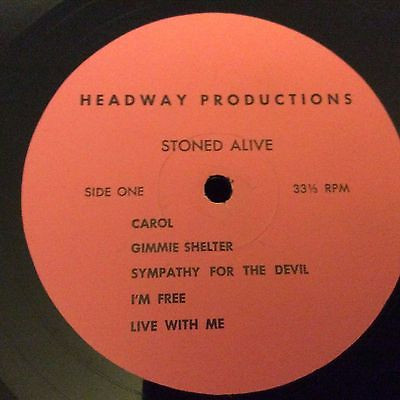 HEADWAY PRODUCTIONS
STONED ALIVE
SIDE ONE 33⅓ RPM
CAROL
GIMMIE SHELTER
SYMPATHY FOR THE DEVIL
I'M FREE
LIVE WITH ME